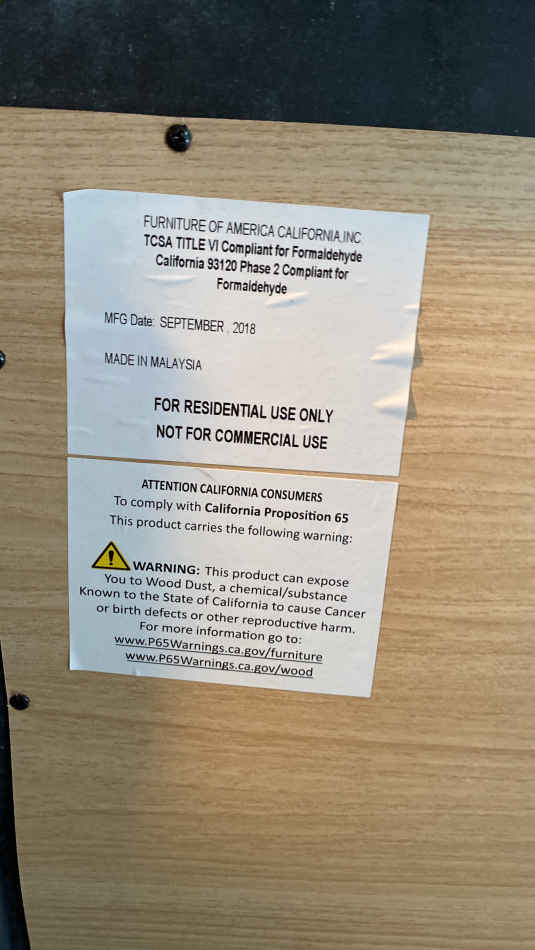 FURNITURE OF AMERICA CALIFORNIA,INC
TCSA TITLE VI Compliant for Formaldehyde
California 93120 Phase 2 Compliant for
Formaldehyde
MFG Date: SEPTEMBER , 2018
MADE IN MALAYSIA
FOR RESIDENTIAL USE ONLY
NOT FOR COMMERCIAL USE
ATTENTION CALIFORNIA CONSUMERS
To comply with California Proposition 65
This product carries the following warning:
WARNING: This product can expose
You to Wood Dust, a chemical/substance
Known to the State of California to cause Cancer
or birth defects or other reproductive harm.
For more information go to:
www.P65Warnings.ca.gov/furniture
www.P65Warnings.ca.gov/wood